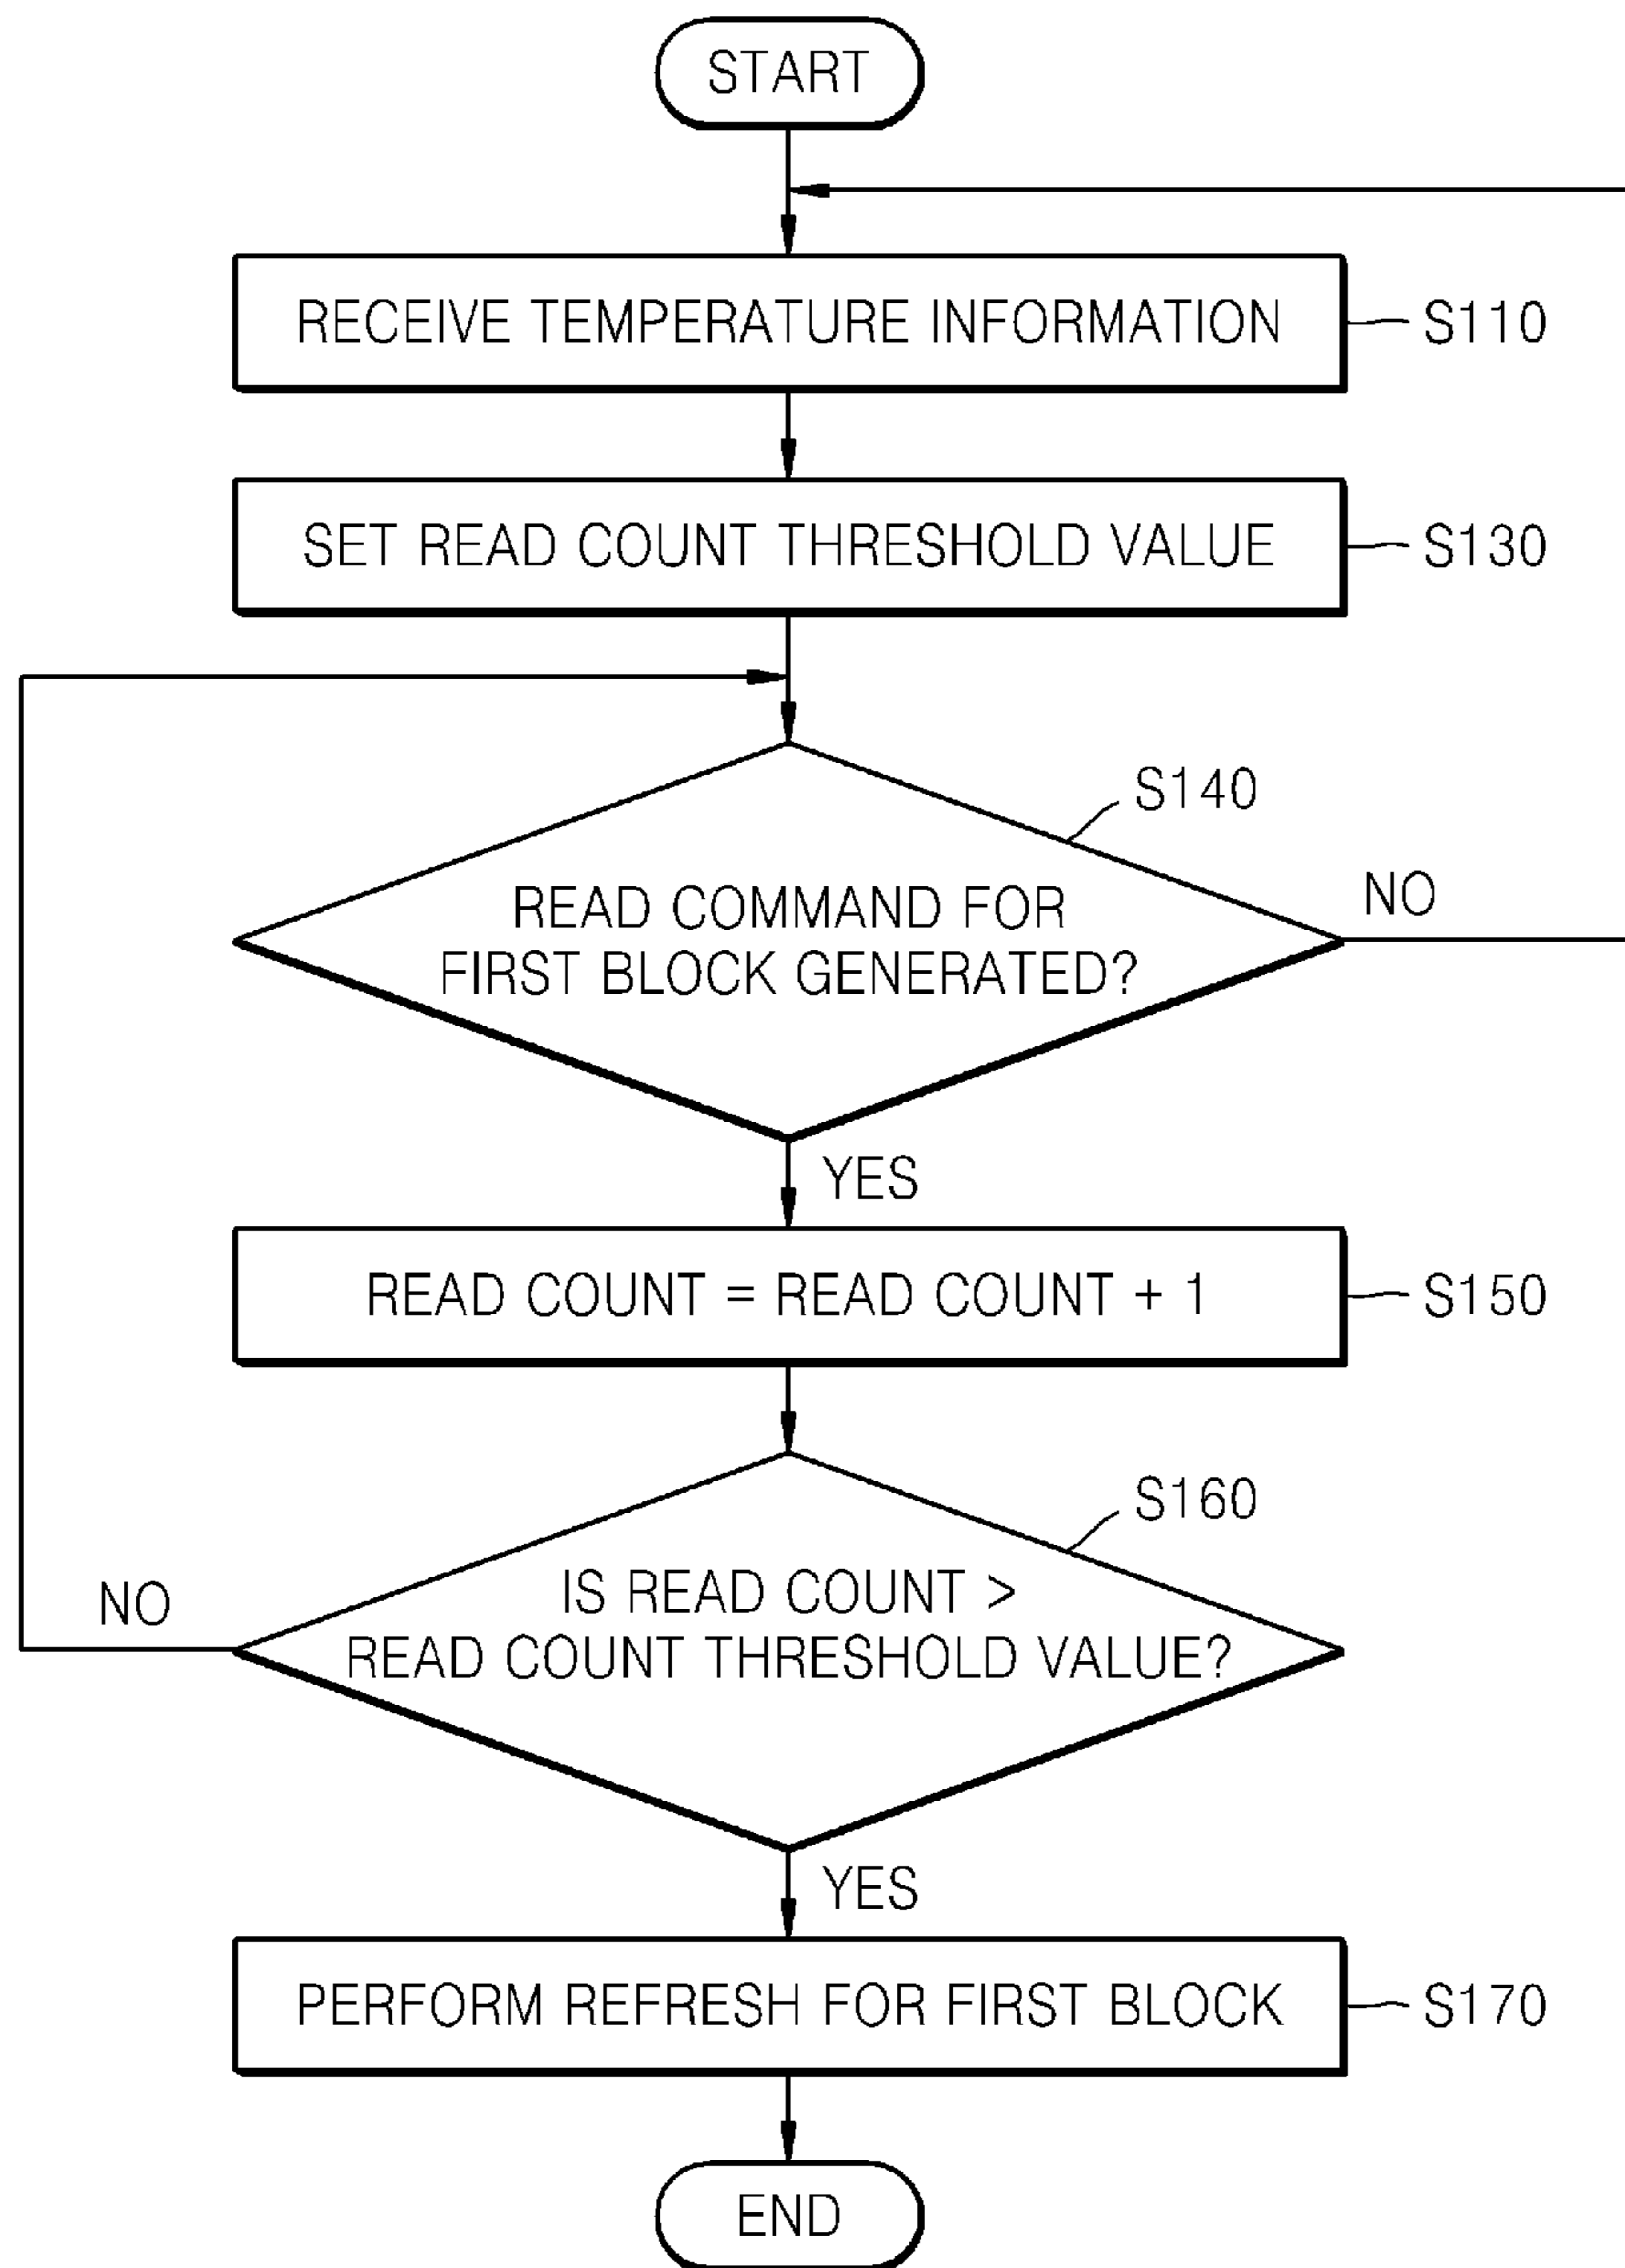 START
RECEIVE TEMPERATURE INFORMATION
S110
SET READ COUNT THRESHOLD VALUE
S130
S140
READ COMMAND FOR
FIRST BLOCK GENERATED?
NO
YES
READ COUNT = READ COUNT + 1
S150
S160
IS READ COUNT >
READ COUNT THRESHOLD VALUE?
NO
YES
PERFORM REFRESH FOR FIRST BLOCK
S170
END